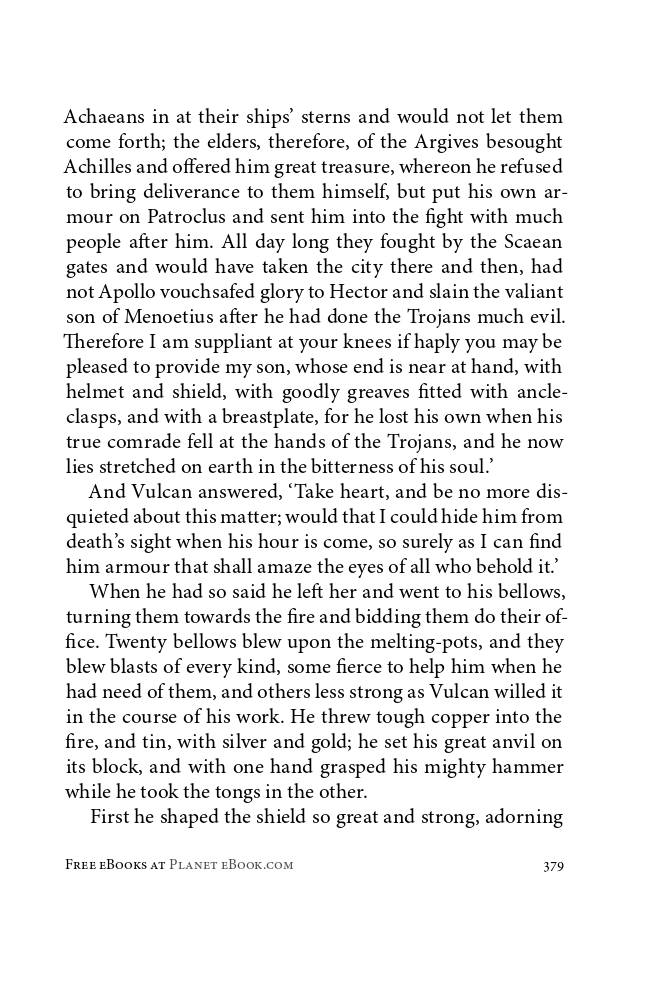 Achaeans in at their ships’ sterns and would not let them
come forth; the elders, therefore, of the Argives besought
Achilles and offered him great treasure, whereon he refused
to bring deliverance to them himself, but put his own ar-
mour on Patroclus and sent him into the fight with much
people after him. All day long they fought by the Scaean
gates and would have taken the city there and then, had
not Apollo vouchsafed glory to Hector and slain the valiant
son of Menoetius after he had done the Trojans much evil.
Therefore I am suppliant at your knees if haply you may be
pleased to provide my son, whose end is near at hand, with
helmet and shield, with goodly greaves fitted with ancle-
clasps, and with a breastplate, for he lost his own when his
true comrade fell at the hands of the Trojans, and he now
lies stretched on earth in the bitterness of his soul.’
And Vulcan answered, ‘Take heart, and be no more dis-
quieted about this matter; would that I could hide him from
death’s sight when his hour is come, so surely as I can find
him armour that shall amaze the eyes of all who behold it.’
When he had so said he left her and went to his bellows,
turning them towards the fire and bidding them do their of-
fice. Twenty bellows blew upon the melting-pots, and they
blew blasts of every kind, some fierce to help him when he
had need of them, and others less strong as Vulcan willed it
in the course of his work. He threw tough copper into the
fire, and tin, with silver and gold; he set his great anvil on
its block, and with one hand grasped his mighty hammer
while he took the tongs in the other.
First he shaped the shield so great and strong, adorning
Free eBooks at Planet eBook.com 379